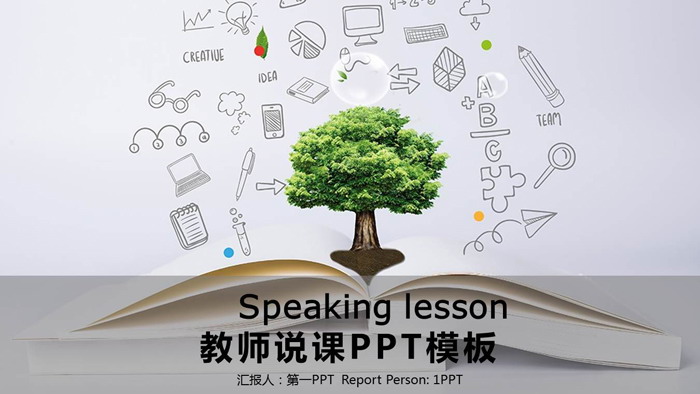 CREATIVE
IDEA
A
+B
C
TEAM
Speaking lesson
教师说课PPT模板
汇报人：第一PPT Report Person: 1PPT